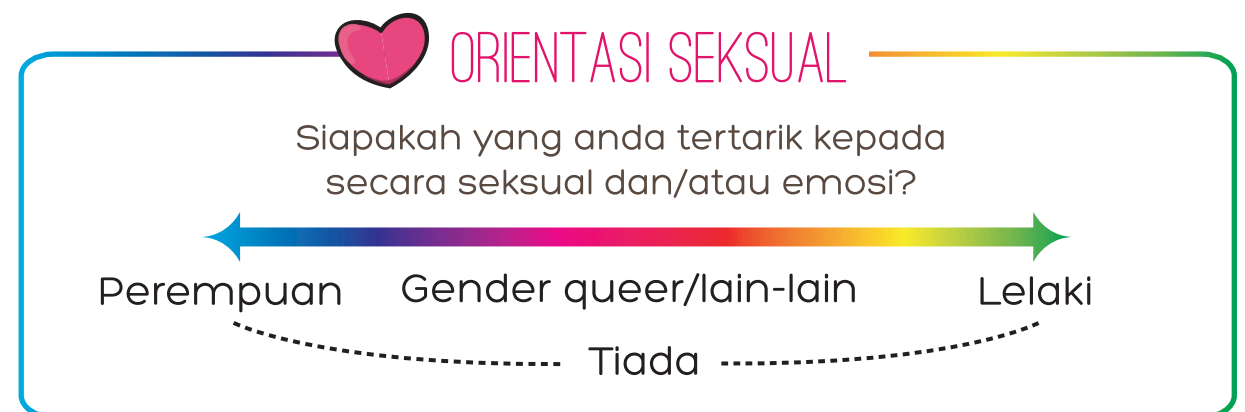 ORIENTASI SEKSUAL
Siapakah yang anda tertarik kepada
secara seksual dan/atau emosi?
Perempuan Gender queer/lain-lain Lelaki
Tiada